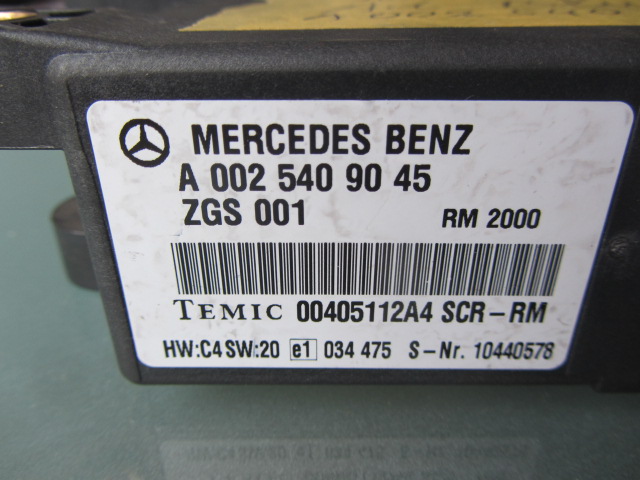 MERCEDES BENZ
A 002 540 90 45
ZGS 001 RM 2000
TEMIC 00405112A4 SCR-RM
HW:C4 SW:20 e1 034 475 S-Nr. 10440578